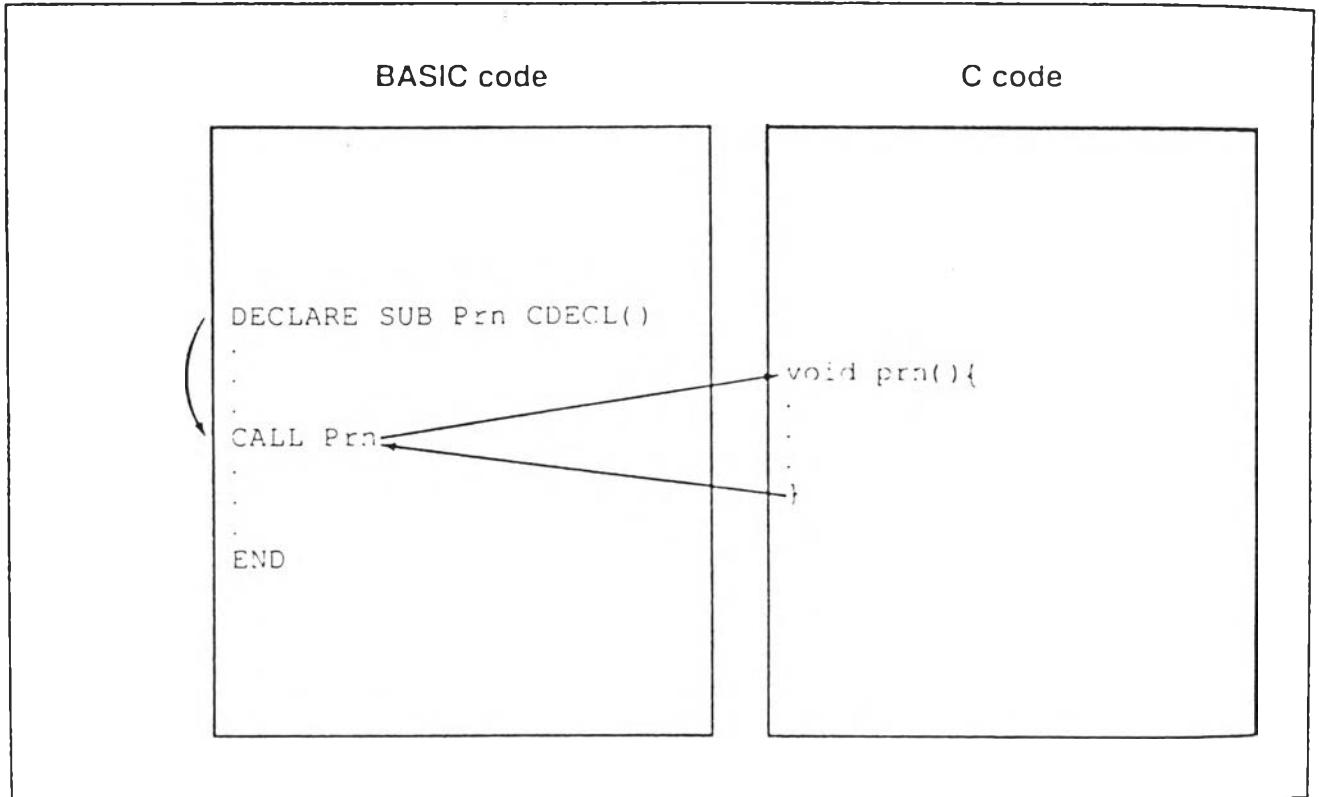 BASIC code
DECLARE SUB Prn CDECL()
.
.
.
CALL Prn
.
.
.
END
C code
void prn(){
.
.
.
}